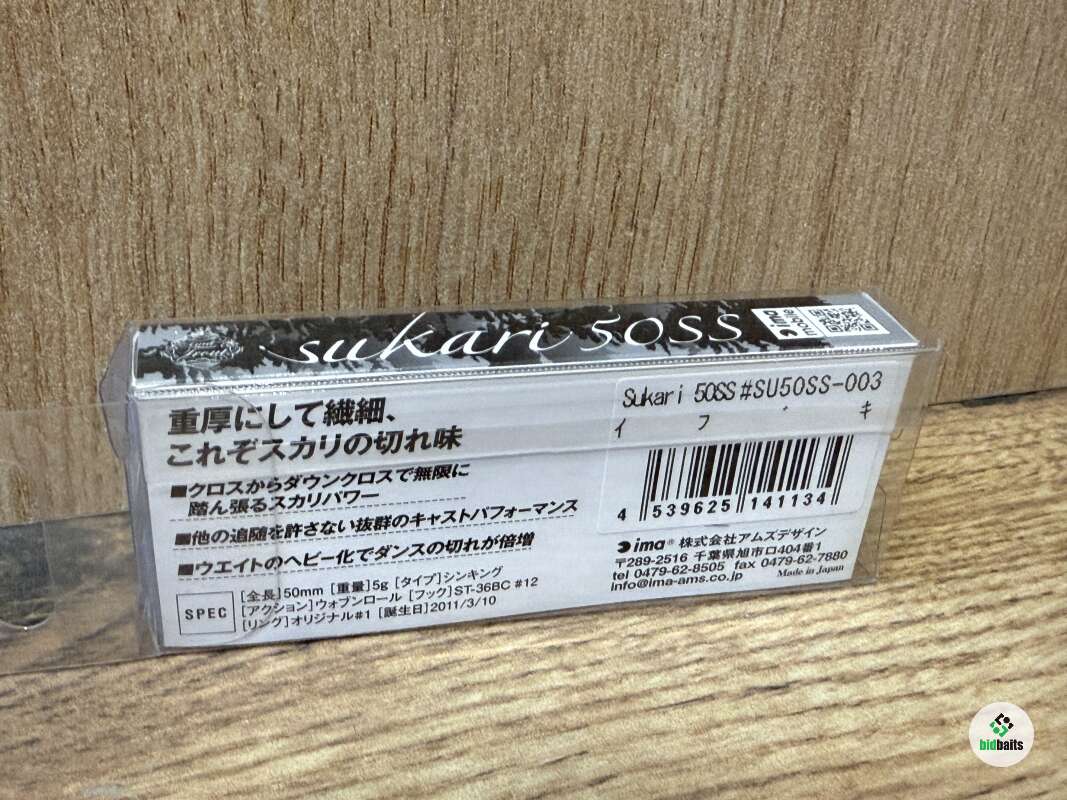 sukari 50SS
ima
mobile
重厚にして繊細、
これぞスカリの切れ味
■クロスからダウンクロスで無限に
踏ん張るスカリパワー
■他の追随を許さない抜群のキャストパフォーマンス
■ウエイトのヘビー化でダンスの切れが倍増
SPEC
[全長]50mm [重量]5g [タイプ]シンキング
[アクション]ウォブンロール [フック]ST-36BC #12
[リング]オリジナル#1 [誕生日]2011/3/10
Sukari 50SS#SU50SS-003
イブキ
4 539625 141134
ima® 株式会社アムズデザイン
〒289-2516 千葉県旭市ロ404番1
tel 0479-62-8505 fax 0479-62-7880
info@ima-ams.co.jp Made in Japan
bidbaits